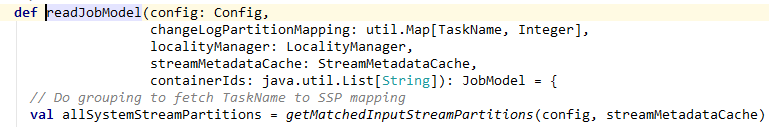 def readJobModel(config: Config,
changeLogPartitionMapping: util.Map[TaskName, Integer],
localityManager: LocalityManager,
streamMetadataCache: StreamMetadataCache,
containerIds: java.util.List[String]): JobModel = {
// Do grouping to fetch TaskName to SSP mapping
val allSystemStreamPartitions = getMatchedInputStreamPartitions(config, streamMetadataCache)